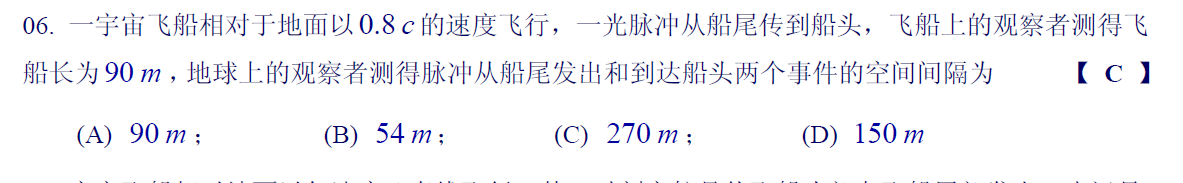 06. 一宇宙飞船相对于地面以 0.8 c 的速度飞行，一光脉冲从船尾传到船头，飞船上的观察者测得飞
船长为 90 m，地球上的观察者测得脉冲从船尾发出和到达船头两个事件的空间间隔为 【 C 】
(A) 90 m； (B) 54 m； (C) 270 m； (D) 150 m